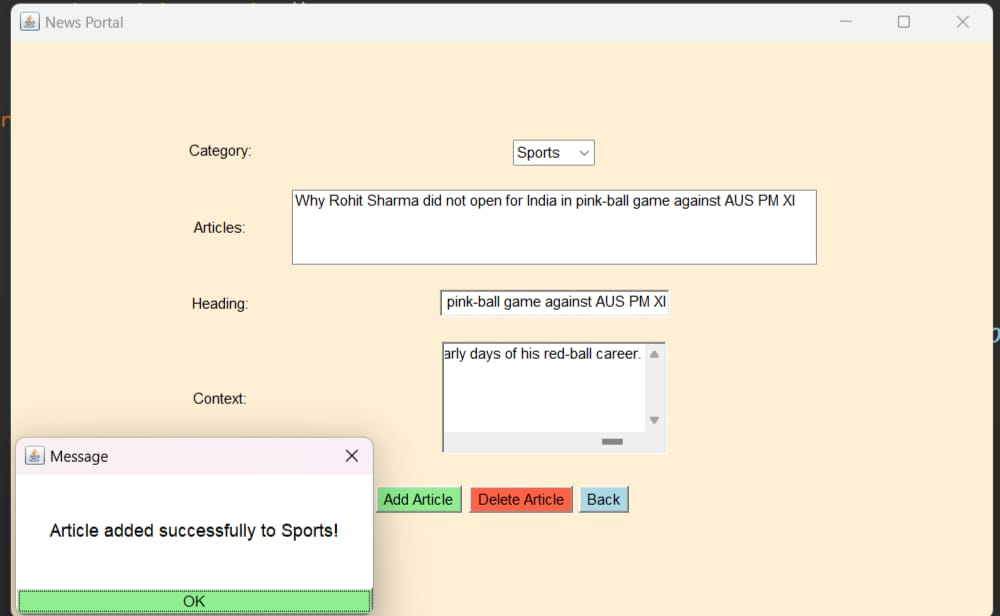 News Portal
Category:
Sports
Articles:
Why Rohit Sharma did not open for India in pink-ball game against AUS PM XI
Heading:
pink-ball game against AUS PM XI
Context:
arly days of his red-ball career.
Add Article
Delete Article
Back
Message
Article added successfully to Sports!
OK